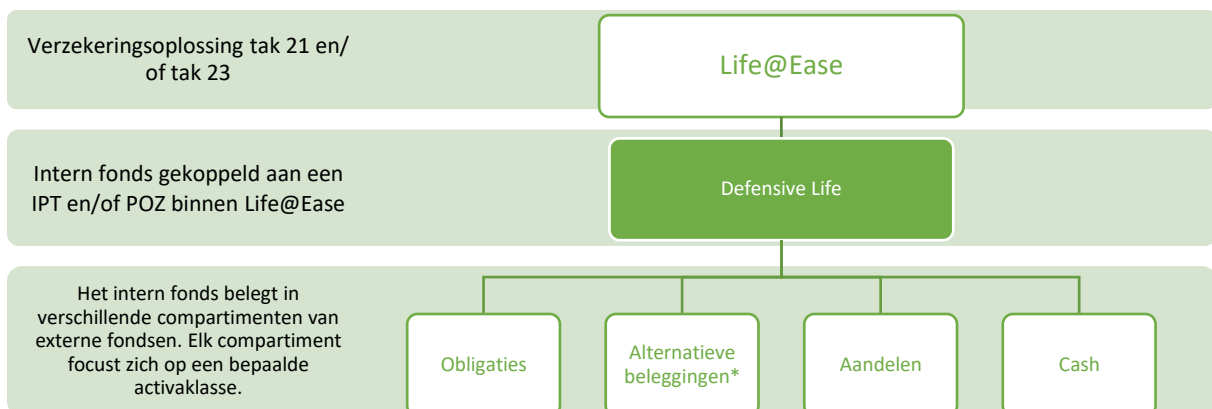 Verzekeringsoplossing tak 21 en/
of tak 23
Life@Ease
Intern fonds gekoppeld aan een
IPT en/of POZ binnen Life@Ease
Defensive Life
Het intern fonds belegt in
verschillende compartimenten van
externe fondsen. Elk compartiment
focust zich op een bepaalde
activaklasse.
Obligaties
Alternatieve
beleggingen*
Aandelen
Cash